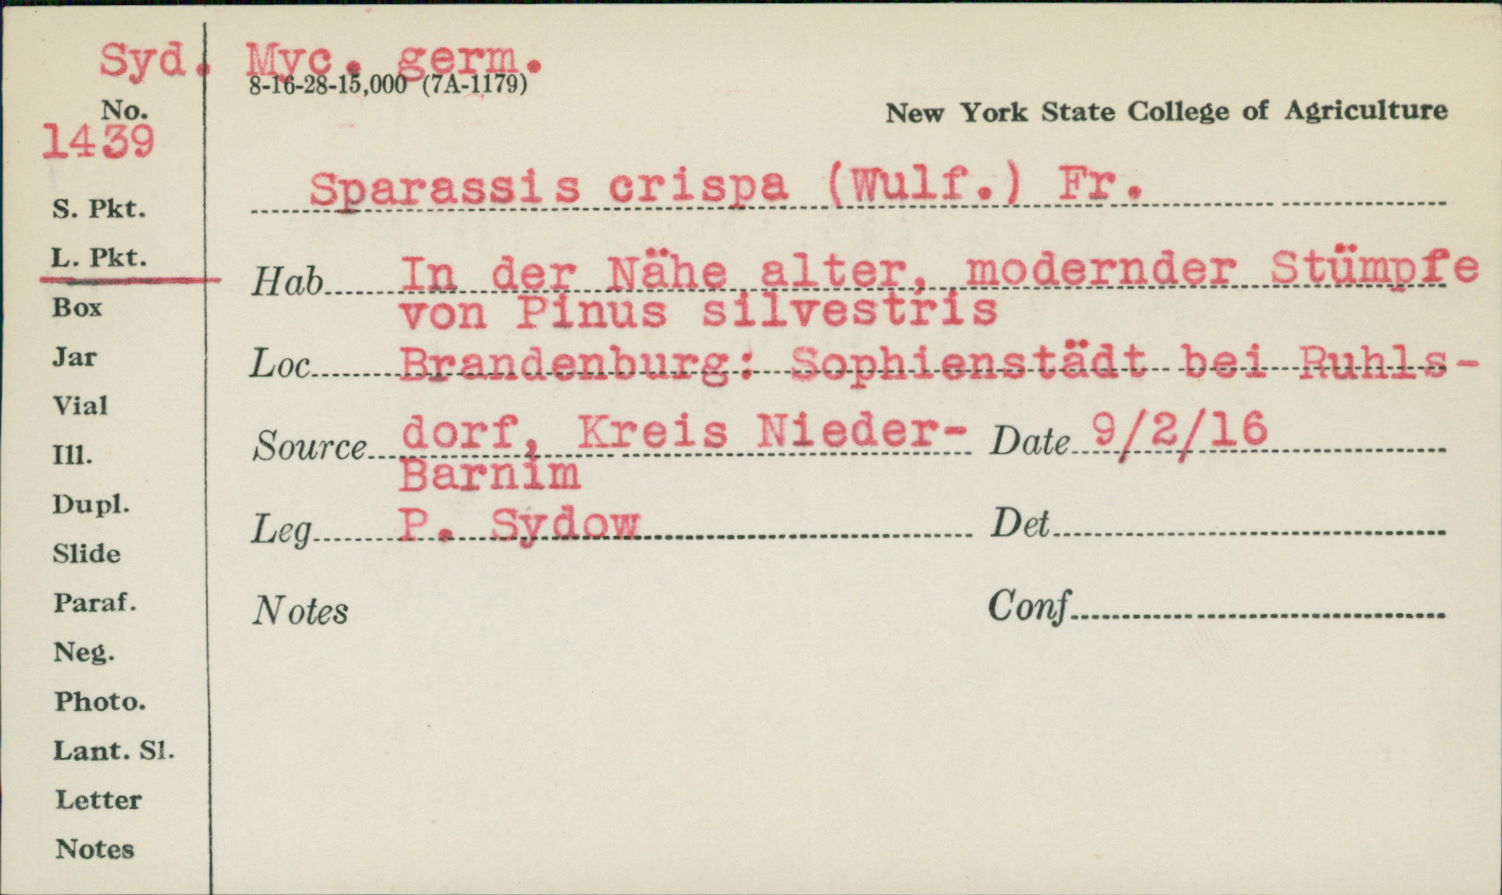 Syd. Myc. germ.
8-16-28-15,000 (7A-1179)
No.
1439
New York State College of Agriculture
Sparassis crispa (Wulf.) Fr.
S. Pkt.
L. Pkt.
Hab. In der Nähe alter, modernder Stümpfe
von Pinus silvestris
Box
Jar
Loc. Brandenburg: Sophienstädt bei Ruhls-
Vial
Ill.
Source dorf, Kreis Nieder- Date 9/2/16
Barnim
Dupl.
Leg. P. Sydow Det.
Slide
Paraf.
Notes Conf.
Neg.
Photo.
Lant. Sl.
Letter
Notes